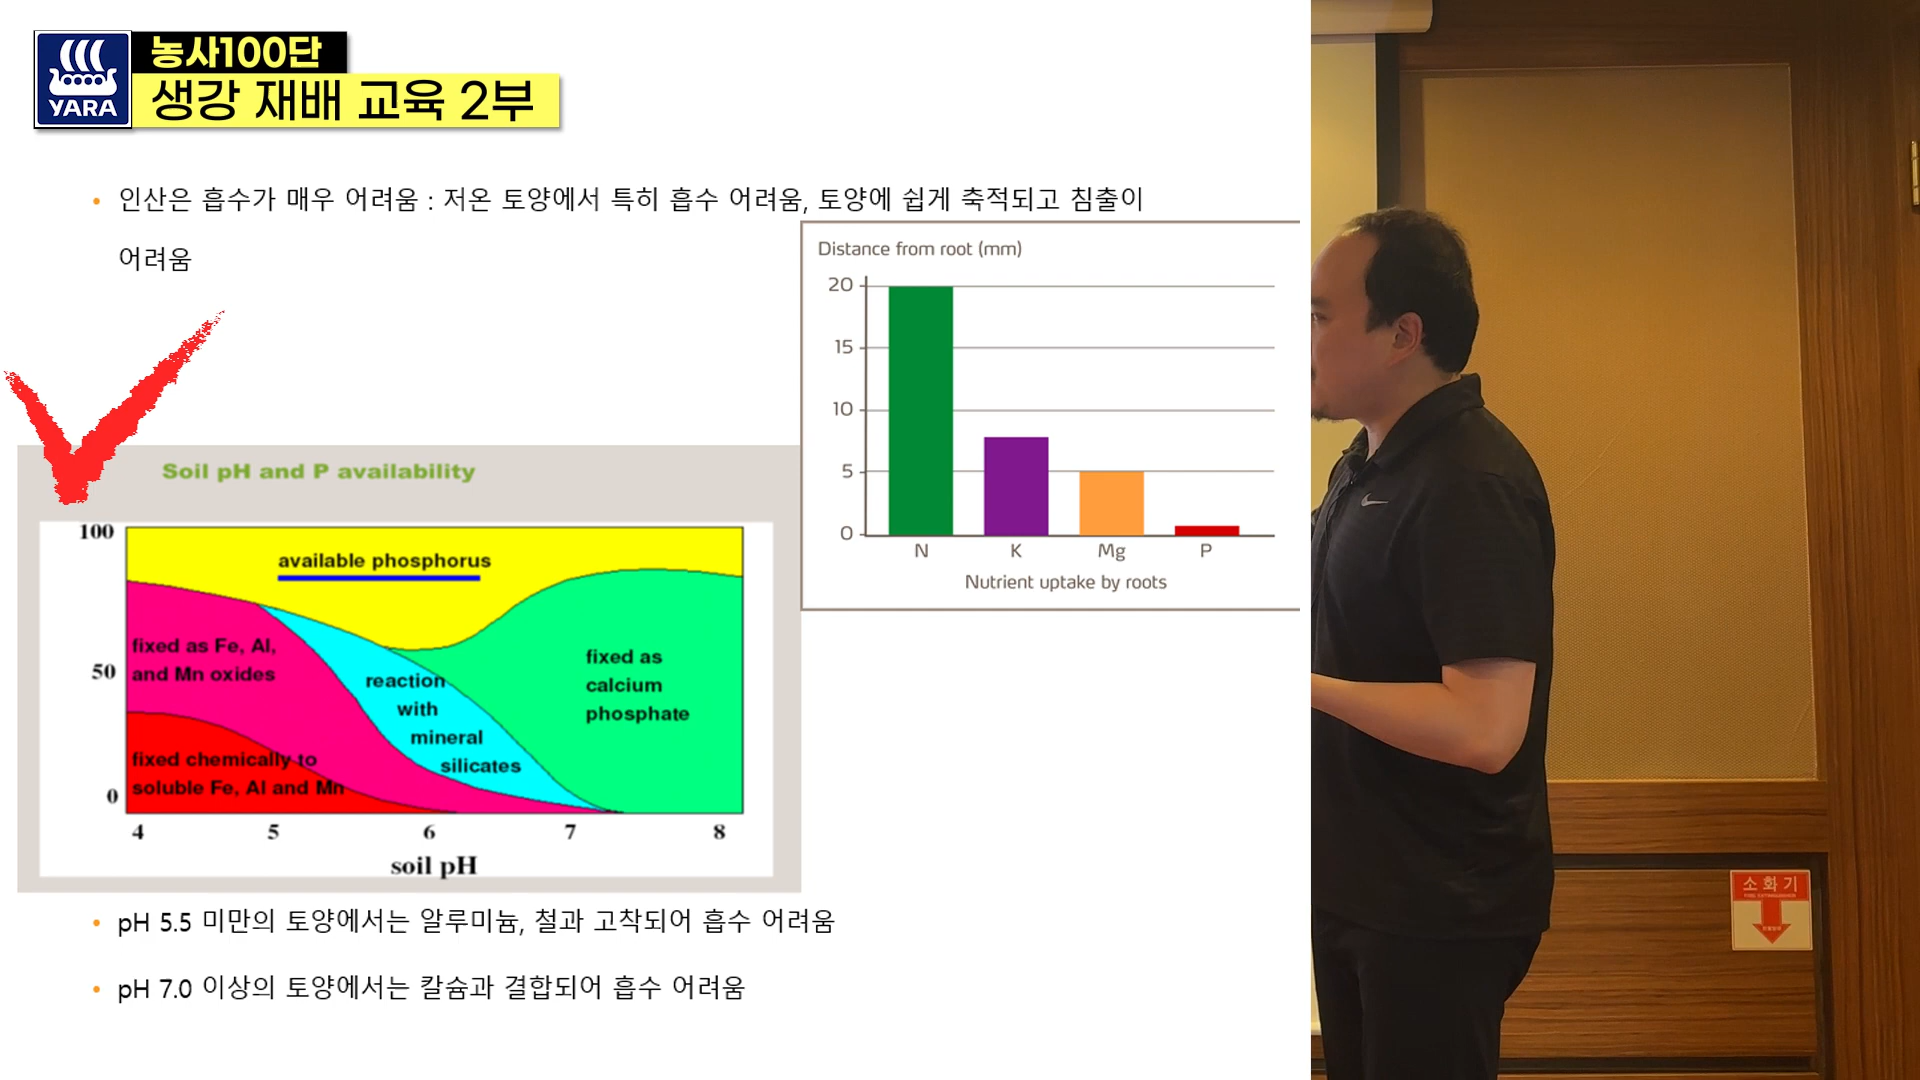 YARA
농사100단
생강 재배 교육 2부
• 인산은 흡수가 매우 어려움 : 저온 토양에서 특히 흡수 어려움, 토양에 쉽게 축적되고 침출이
어려움
Distance from root (mm)
20
15
10
5
0
N K Mg P
Nutrient uptake by roots
Soil pH and P availability
100
50
0
available phosphorus
fixed as Fe, Al,
and Mn oxides
fixed chemically to
soluble Fe, Al and Mn
reaction
with
mineral
silicates
fixed as
calcium
phosphate
4 5 6 7 8
soil pH
• pH 5.5 미만의 토양에서는 알루미늄, 철과 고착되어 흡수 어려움
• pH 7.0 이상의 토양에서는 칼슘과 결합되어 흡수 어려움
소화기